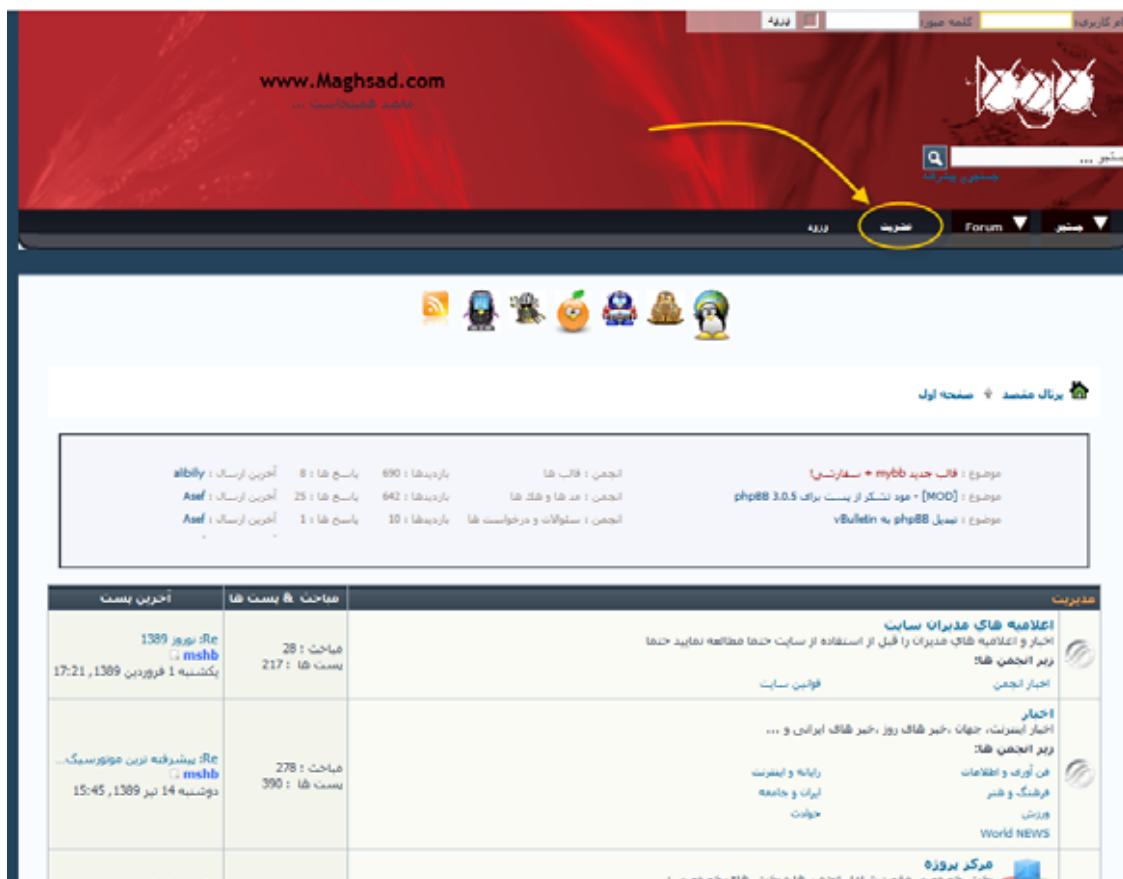 نام کاربری: کلمه عبور: ورود
www.Maghsad.com
logo
جستجو ...
جستجوی پیشرفته
جستجو Forum عضویت ورود
پرتال مقصد صفحه اول
موضوع : قالب جدید mybb + سفارشی! انجمن : قالب ها بازدیدها : 690 پاسخ ها : 8 آخرین ارسال : alibily
موضوع : [MOD] - مود تشکر از پست برای phpBB 3.0.5 انجمن : مد ها و هک ها بازدیدها : 642 پاسخ ها : 25 آخرین ارسال : Asef
موضوع : تبدیل phpBB به vBulletin انجمن : سئولات و درخواست ها بازدیدها : 10 پاسخ ها : 1 آخرین ارسال : Asef
مدیریت مباحث & پست ها آخرین پست
اعلامیه های مدیران سایت
اخبار و اعلامیه های مدیران را قبل از استفاده از سایت حتما مطالعه نمایید حتما
زیر انجمن ها:
اخبار انجمن قوانین سایت
مباحث : 28
پست ها : 217
Re: نوروز 1389
mshb
یکشنبه 1 فروردین 1389, 17:21
اخبار
اخبار اینترنت، جهان ،خبر های روز ،خبر های ایرانی و ...
زیر انجمن ها:
فن آوری و اطلاعات رایانه و اینترنت
فرهنگ و هنر ایران و جامعه
ورزش حوادث
World NEWS
مباحث : 278
پست ها : 390
Re: پیشرفته ترین موتورسیک...
mshb
دوشنبه 14 تیر 1389, 15:45
مرکز پروژه